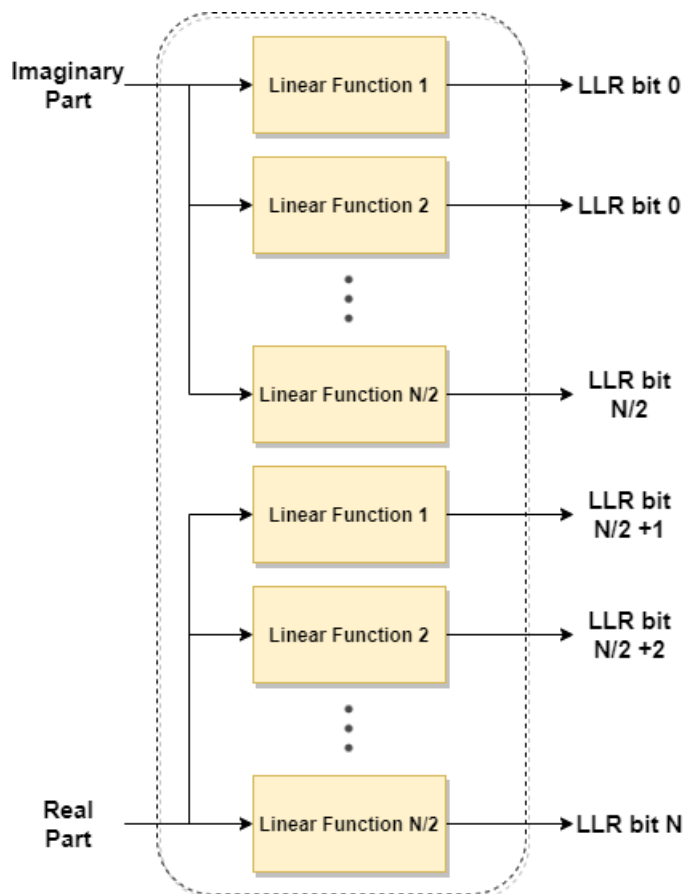 Imaginary
Part
Linear Function 1
LLR bit 0
Linear Function 2
LLR bit 0
Linear Function N/2
LLR bit
N/2
Linear Function 1
LLR bit
N/2 +1
Linear Function 2
LLR bit
N/2 +2
Real
Part
Linear Function N/2
LLR bit N